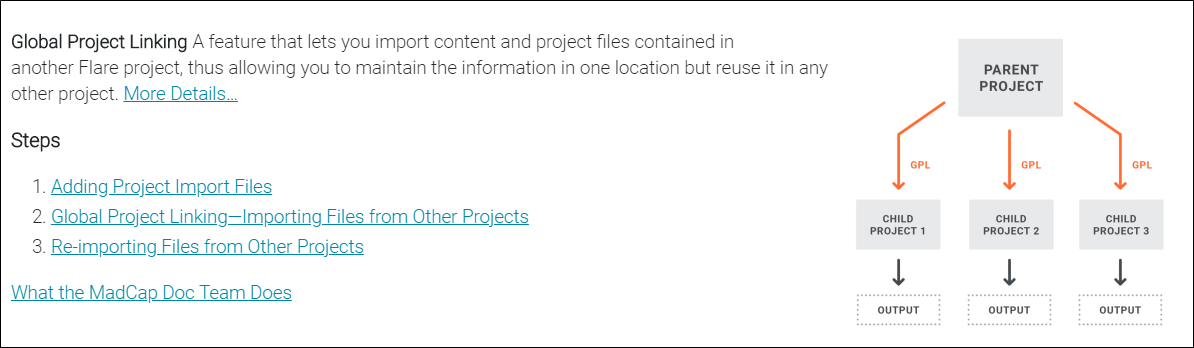 Global Project Linking A feature that lets you import content and project files contained in
another Flare project, thus allowing you to maintain the information in one location but reuse it in any
other project. More Details...
Steps
1. Adding Project Import Files
2. Global Project Linking—Importing Files from Other Projects
3. Re-importing Files from Other Projects
What the MadCap Doc Team Does
PARENT
PROJECT
GPL GPL GPL
CHILD CHILD CHILD
PROJECT 1 PROJECT 2 PROJECT 3
OUTPUT OUTPUT OUTPUT